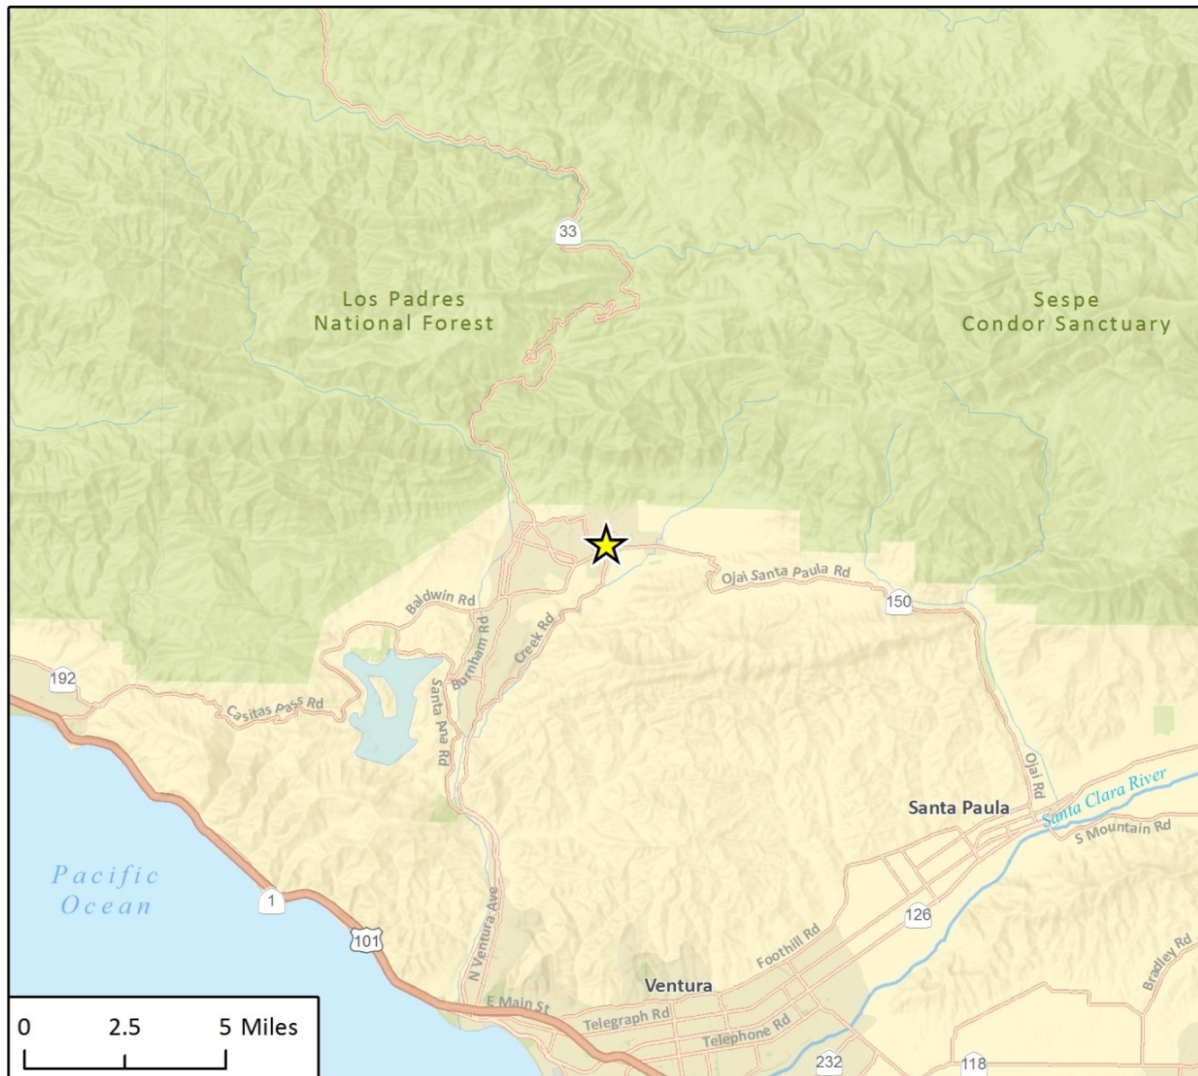 33
Los Padres
National Forest
Sespe
Condor Sanctuary
Ojai Santa Paula Rd
150
Baldwin Rd
Burnham Rd
Creek Rd
192
Casitas Pass Rd
Santa Ana Rd
Ojai Rd
Santa Paula
Santa Clara River
S Mountain Rd
Pacific
Ocean
1
101
N Ventura Ave
126
Foothill Rd
Bradley Rd
Ventura
E Main St
Telegraph Rd
Telephone Rd
232
118
0 2.5 5 Miles